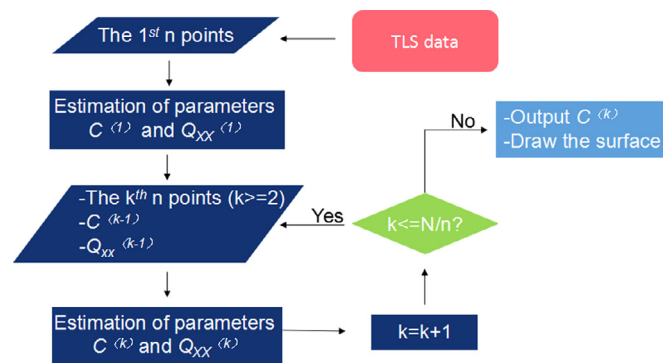 The 1st n points
TLS data
Estimation of parameters
C (1) and QXX (1)
-The kth n points (k>=2)
-C (k-1)
-Qxx (k-1)
Estimation of parameters
C (k) and QXX (k)
k=k+1
k<=N/n?
Yes
No
-Output C (k)
-Draw the surface